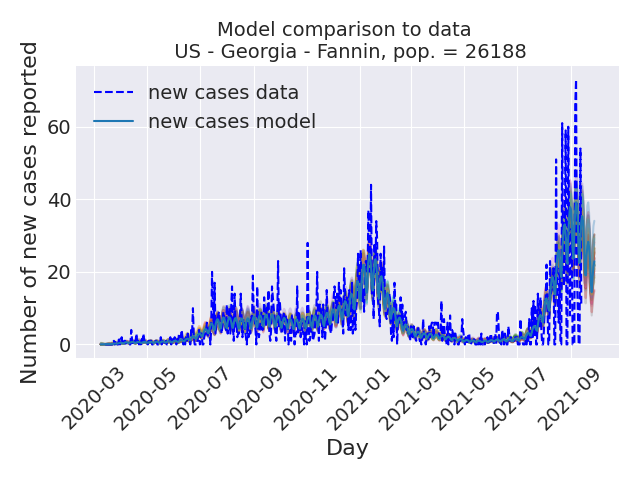 Model comparison to data
US - Georgia - Fannin, pop. = 26188
new cases data
new cases model
Number of new cases reported
60
40
20
0
2020-03
2020-05
2020-07
2020-09
2020-11
2021-01
2021-03
2021-05
2021-07
2021-09
Day